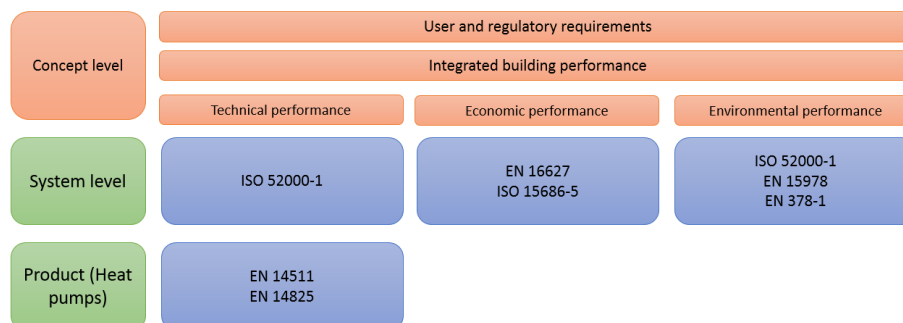 User and regulatory requirements
Concept level
Integrated building performance
Technical performance
Economic performance
Environmental performance
System level
ISO 52000-1
EN 16627
ISO 15686-5
ISO 52000-1
EN 15978
EN 378-1
Product (Heat
pumps)
EN 14511
EN 14825